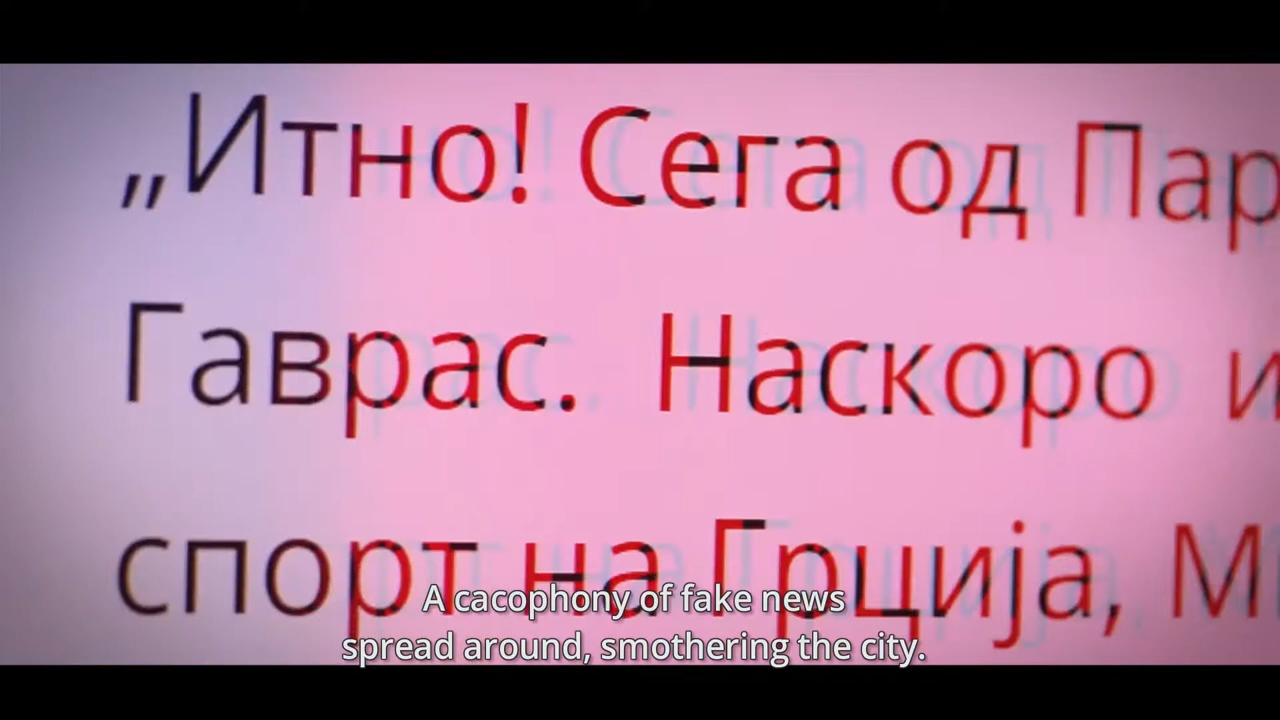 „Итно! Сега од Пар
Гаврас. Наскоро и
спорт на Грција, М
A cacophony of fake news
spread around, smothering the city.